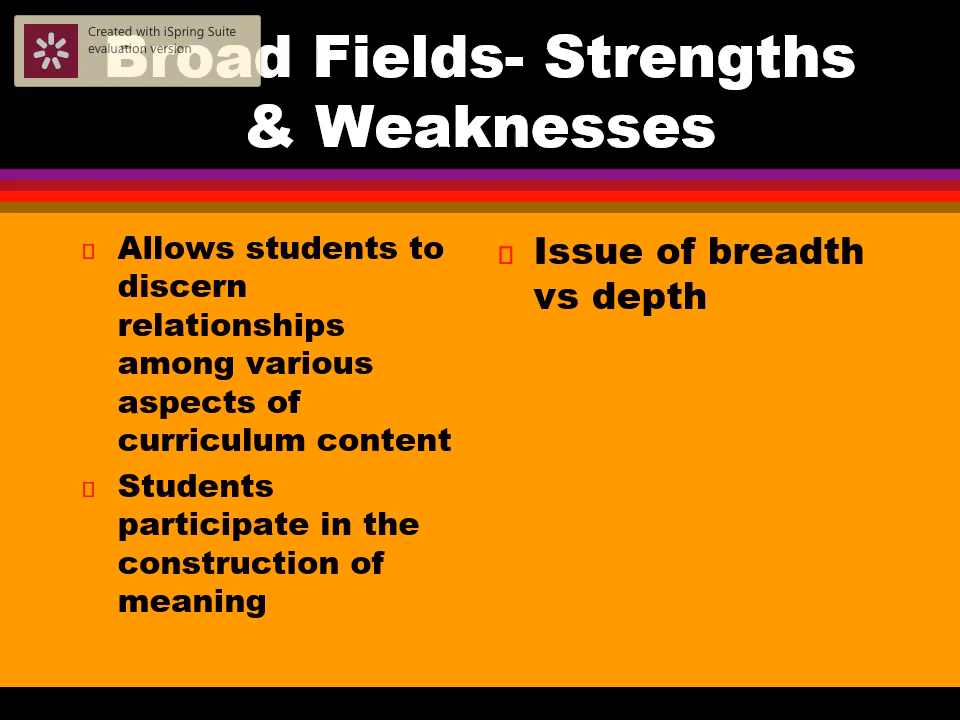 Created with iSpring Suite
evaluation version
Broad Fields- Strengths
& Weaknesses
Allows students to
discern
relationships
among various
aspects of
curriculum content
Students
participate in the
construction of
meaning
Issue of breadth
vs depth